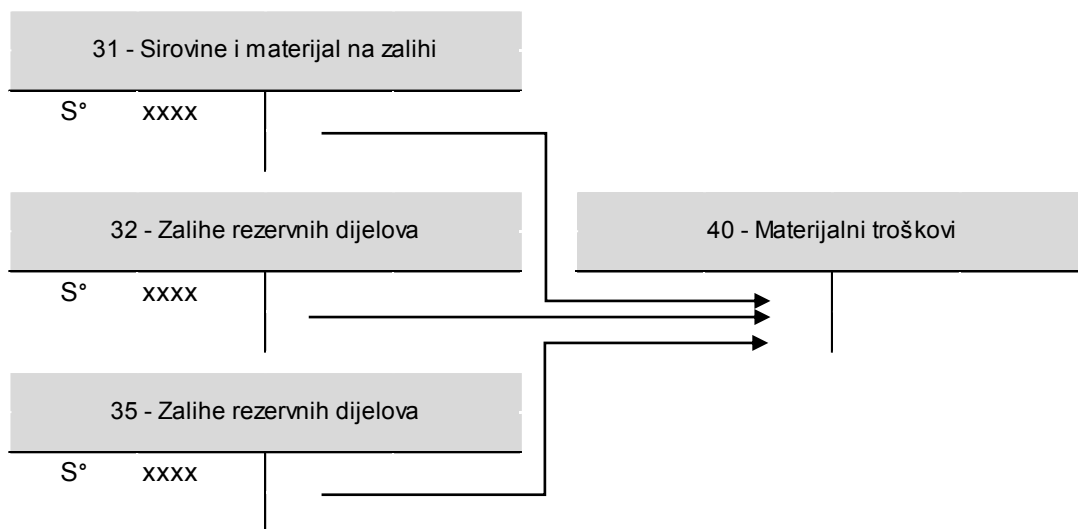 31 - Sirovine i materijal na zalihi
S° xxxx
32 - Zalihe rezervnih dijelova
40 - Materijalni troškovi
S° xxxx
35 - Zalihe rezervnih dijelova
S° xxxx